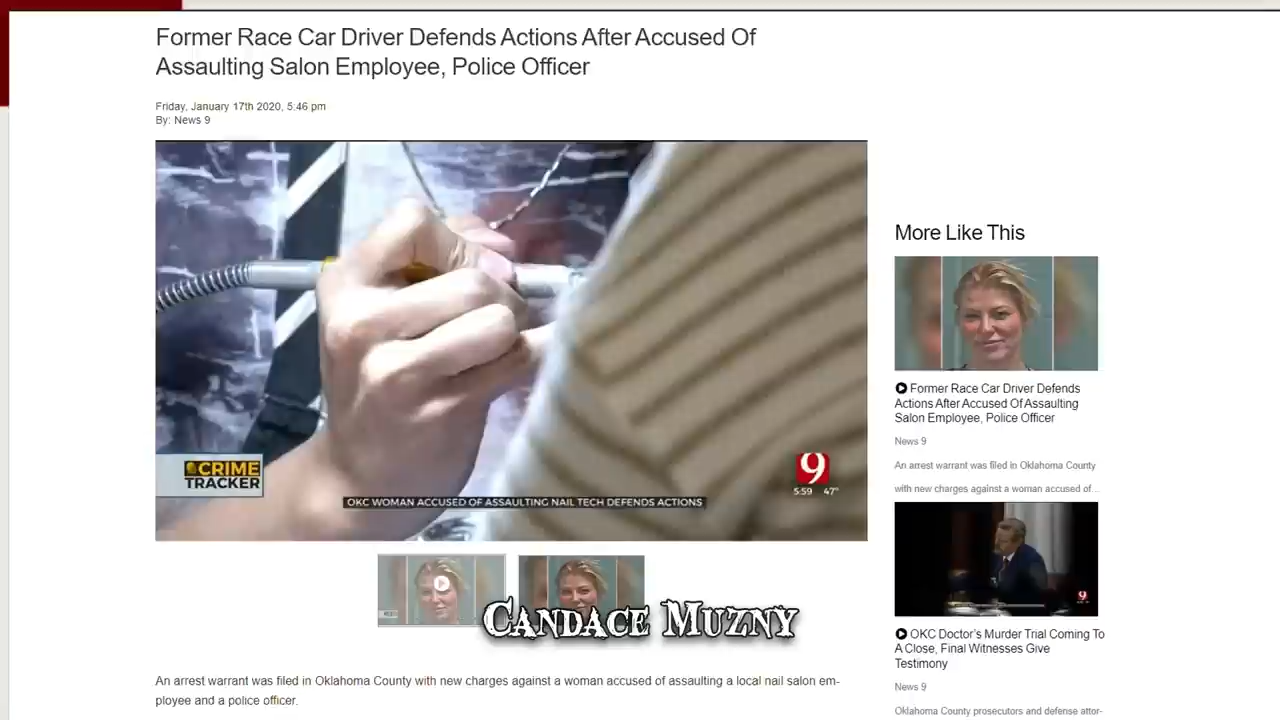 Former Race Car Driver Defends Actions After Accused Of
Assaulting Salon Employee, Police Officer
Friday, January 17th 2020, 5:46 pm
By: News 9
CRIME
TRACKER
OKC WOMAN ACCUSED OF ASSAULTING NAIL TECH DEFENDS ACTIONS
9
5:59 47°
CANDACE MUZNY
An arrest warrant was filed in Oklahoma County with new charges against a woman accused of assaulting a local nail salon em-
ployee and a police officer.
More Like This
Former Race Car Driver Defends
Actions After Accused Of Assaulting
Salon Employee, Police Officer
News 9
An arrest warrant was filed in Oklahoma County
with new charges against a woman accused of...
9
OKC Doctor's Murder Trial Coming To
A Close, Final Witnesses Give
Testimony
News 9
Oklahoma County prosecutors and defense attor-